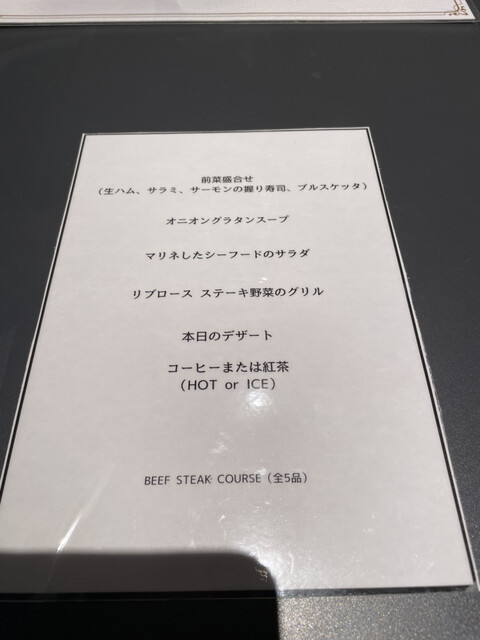 前菜盛合せ
（生ハム、サラミ、サーモンの握り寿司、ブルスケッタ）
オニオングラタンスープ
マリネしたシーフードのサラダ
リブロース ステーキ野菜のグリル
本日のデザート
コーヒーまたは紅茶
（HOT or ICE）
BEEF STEAK COURSE（全5品）